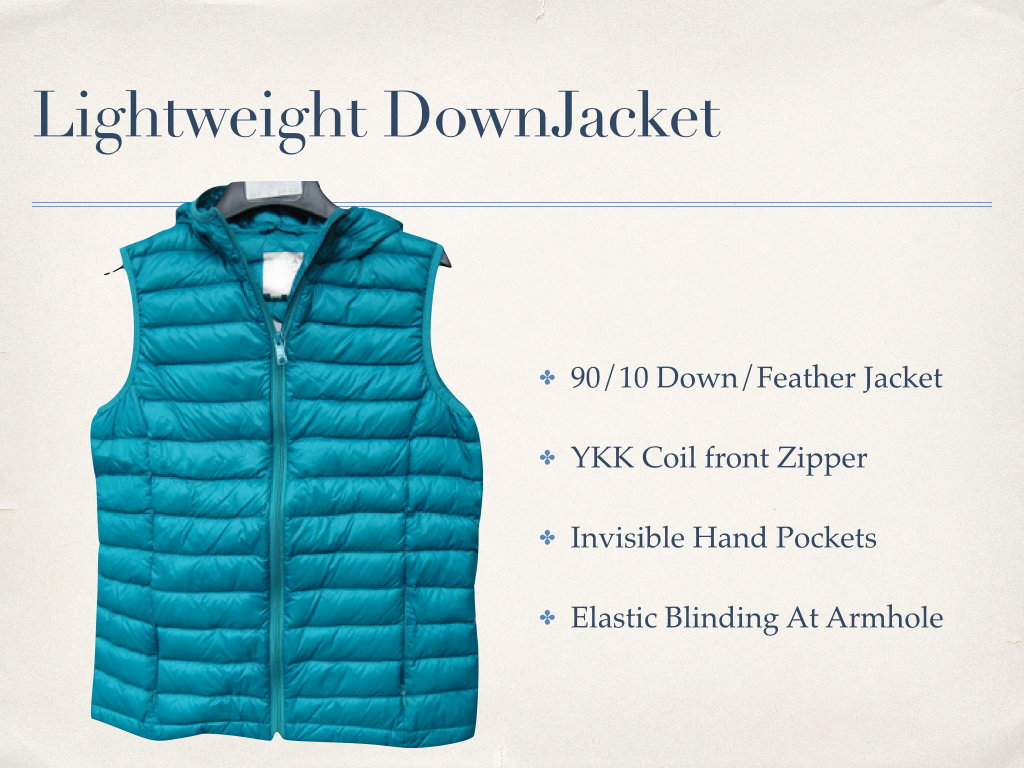 Lightweight DownJacket
90/10 Down/Feather Jacket
YKK Coil front Zipper
Invisible Hand Pockets
Elastic Blinding At Armhole